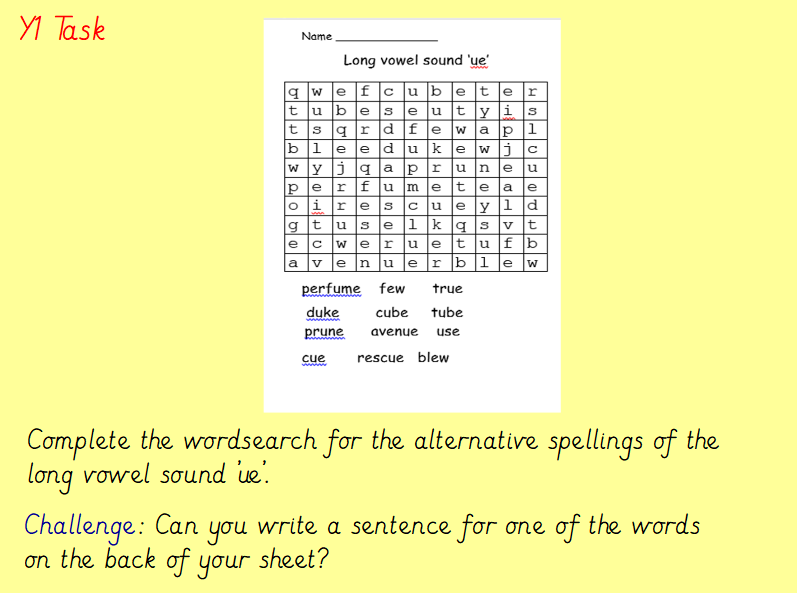 Y1 Task
Name _______________
Long vowel sound 'ue'
q w e f c u b e t e r
t u b e s e u t y i s
t s q r d f e w a p l
b l e e d u k e w j c
w y j q a p r u n e u
p e r f u m e t e a e
o i r e s c u e y l d
g t u s e l k q s v t
e c w e r u e t u f b
a v e n u e r b l e w
perfume few true
duke cube tube
prune avenue use
cue rescue blew
Complete the wordsearch for the alternative spellings of the
long vowel sound 'ue'.
Challenge: Can you write a sentence for one of the words
on the back of your sheet?